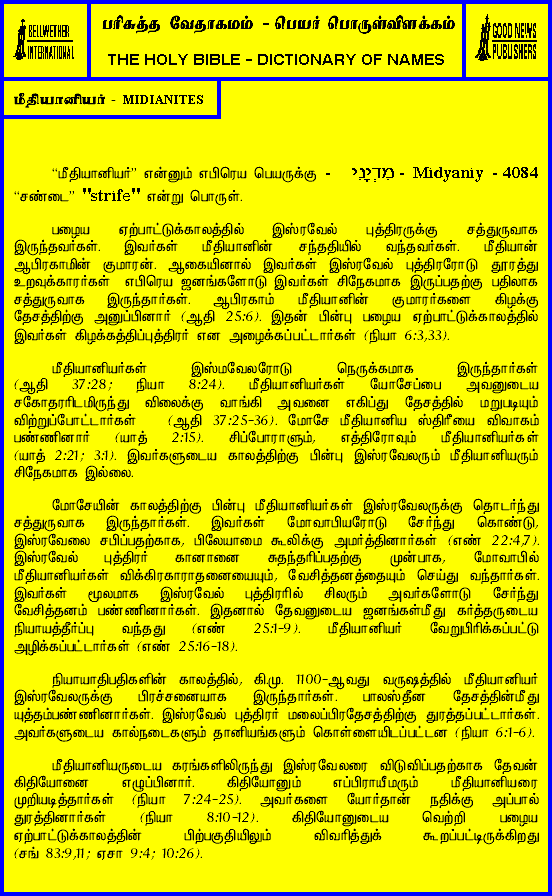 BELLWETHER
INTERNATIONAL
பரிசுத்த வேதாகமம் - பெயர் பொருள்விளக்கம்
THE HOLY BIBLE - DICTIONARY OF NAMES
GOOD NEWS
PUBLISHERS
மீதியானியர் - MIDIANITES
“மீதியானியர்” என்னும் எபிரெய பெயருக்கு - מִדְיָנִי - Midyaniy - 4084
“சண்டை” "strife" என்று பொருள்.
பழைய ஏற்பாட்டுக்காலத்தில் இஸ்ரவேல் புத்திரருக்கு சத்துருவாக
இருந்தவர்கள். இவர்கள் மீதியானின் சந்ததியில் வந்தவர்கள். மீதியான்
ஆபிரகாமின் குமாரன். ஆகையினால் இவர்கள் இஸ்ரவேல் புத்திரரோடு தூரத்து
உறவுக்காரர்கள் எபிரெய ஜனங்களோடு இவர்கள் சிநேகமாக இருப்பதற்கு பதிலாக
சத்துருவாக இருந்தார்கள். ஆபிரகாம் மீதியானின் குமாரர்களை கிழக்கு
தேசத்திற்கு அனுப்பினார் (ஆதி 25:6). இதன் பின்பு பழைய ஏற்பாட்டுக்காலத்தில்
இவர்கள் கிழக்கத்திப்புத்திரர் என அழைக்கப்பட்டார்கள் (நியா 6:3,33).
மீதியானியர்கள் இஸ்மவேலரோடு நெருக்கமாக இருந்தார்கள்
(ஆதி 37:28; நியா 8:24). மீதியானியர்கள் யோசேப்பை அவனுடைய
சகோதரரிடமிருந்து விலைக்கு வாங்கி அவனை எகிப்து தேசத்தில் மறுபடியும்
விற்றுப்போட்டார்கள் (ஆதி 37:25-36). மோசே மீதியானிய ஸ்திரீயை விவாகம்
பண்ணினார் (யாத் 2:15). சிப்போராளும், எத்திரோவும் மீதியானியர்கள்
(யாத் 2:21; 3:1). இவர்களுடைய காலத்திற்கு பின்பு இஸ்ரவேலரும் மீதியானியரும்
சிநேகமாக இல்லை.
மோசேயின் காலத்திற்கு பின்பு மீதியானியர்கள் இஸ்ரவேலருக்கு தொடர்ந்து
சத்துருவாக இருந்தார்கள். இவர்கள் மோவாபியரோடு சேர்ந்து கொண்டு,
இஸ்ரவேலை சபிப்பதற்காக, பிலேயாமை கூலிக்கு அமர்த்தினார்கள் (எண் 22:4,7).
இஸ்ரவேல் புத்திரர் கானானை சுதந்தரிப்பதற்கு முன்பாக, மோவாபில்
மீதியானியர்கள் விக்கிரகாராதனையையும், வேசித்தனத்தையும் செய்து வந்தார்கள்.
இவர்கள் மூலமாக இஸ்ரவேல் புத்திரரில் சிலரும் அவர்களோடு சேர்ந்து
வேசித்தனம் பண்ணினார்கள். இதனால் தேவனுடைய ஜனங்கள்மீது கர்த்தருடைய
நியாயத்தீர்ப்பு வந்தது (எண் 25:1-9). மீதியானியர் வேறுபிரிக்கப்பட்டு
அழிக்கப்பட்டார்கள் (எண் 25:16-18).
நியாயாதிபதிகளின் காலத்தில், கி.மு. 1100-ஆவது வருஷத்தில் மீதியானியர்
இஸ்ரவேலருக்கு பிரச்சனையாக இருந்தார்கள். பாலஸ்தீன தேசத்தின்மீது
யுத்தம்பண்ணினார்கள். இஸ்ரவேல் புத்திரர் மலைப்பிரதேசத்திற்கு துரத்தப்பட்டார்கள்.
அவர்களுடைய கால்நடைகளும் தானியங்களும் கொள்ளையிடப்பட்டன (நியா 6:1-6).
மீதியானியருடைய கரங்களிலிருந்து இஸ்ரவேலரை விடுவிப்பதற்காக தேவன்
கிதியோனை எழுப்பினார். கிதியோனும் எப்பிராயீமரும் மீதியானியரை
முறியடித்தார்கள் (நியா 7:24-25). அவர்களை யோர்தான் நதிக்கு அப்பால்
துரத்தினார்கள் (நியா 8:10-12). கிதியோனுடைய வெற்றி பழைய
ஏற்பாட்டுக்காலத்தின் பிற்பகுதியிலும் விவரித்துக் கூறப்பட்டிருக்கிறது
(சங் 83:9,11; ஏசா 9:4; 10:26).